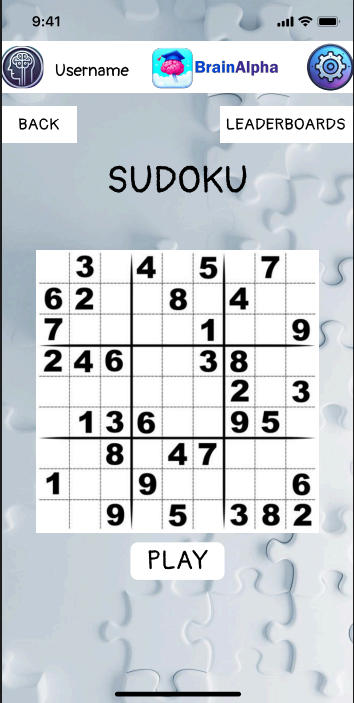 9:41
Username
BrainAlpha
BACK
LEADERBOARDS
SUDOKU
3 4 5 7
6 2 8 4
7 1 9
2 4 6 3 8
2 3
1 3 6 9 5
8 4 7
1 9 6
9 5 3 8 2
PLAY